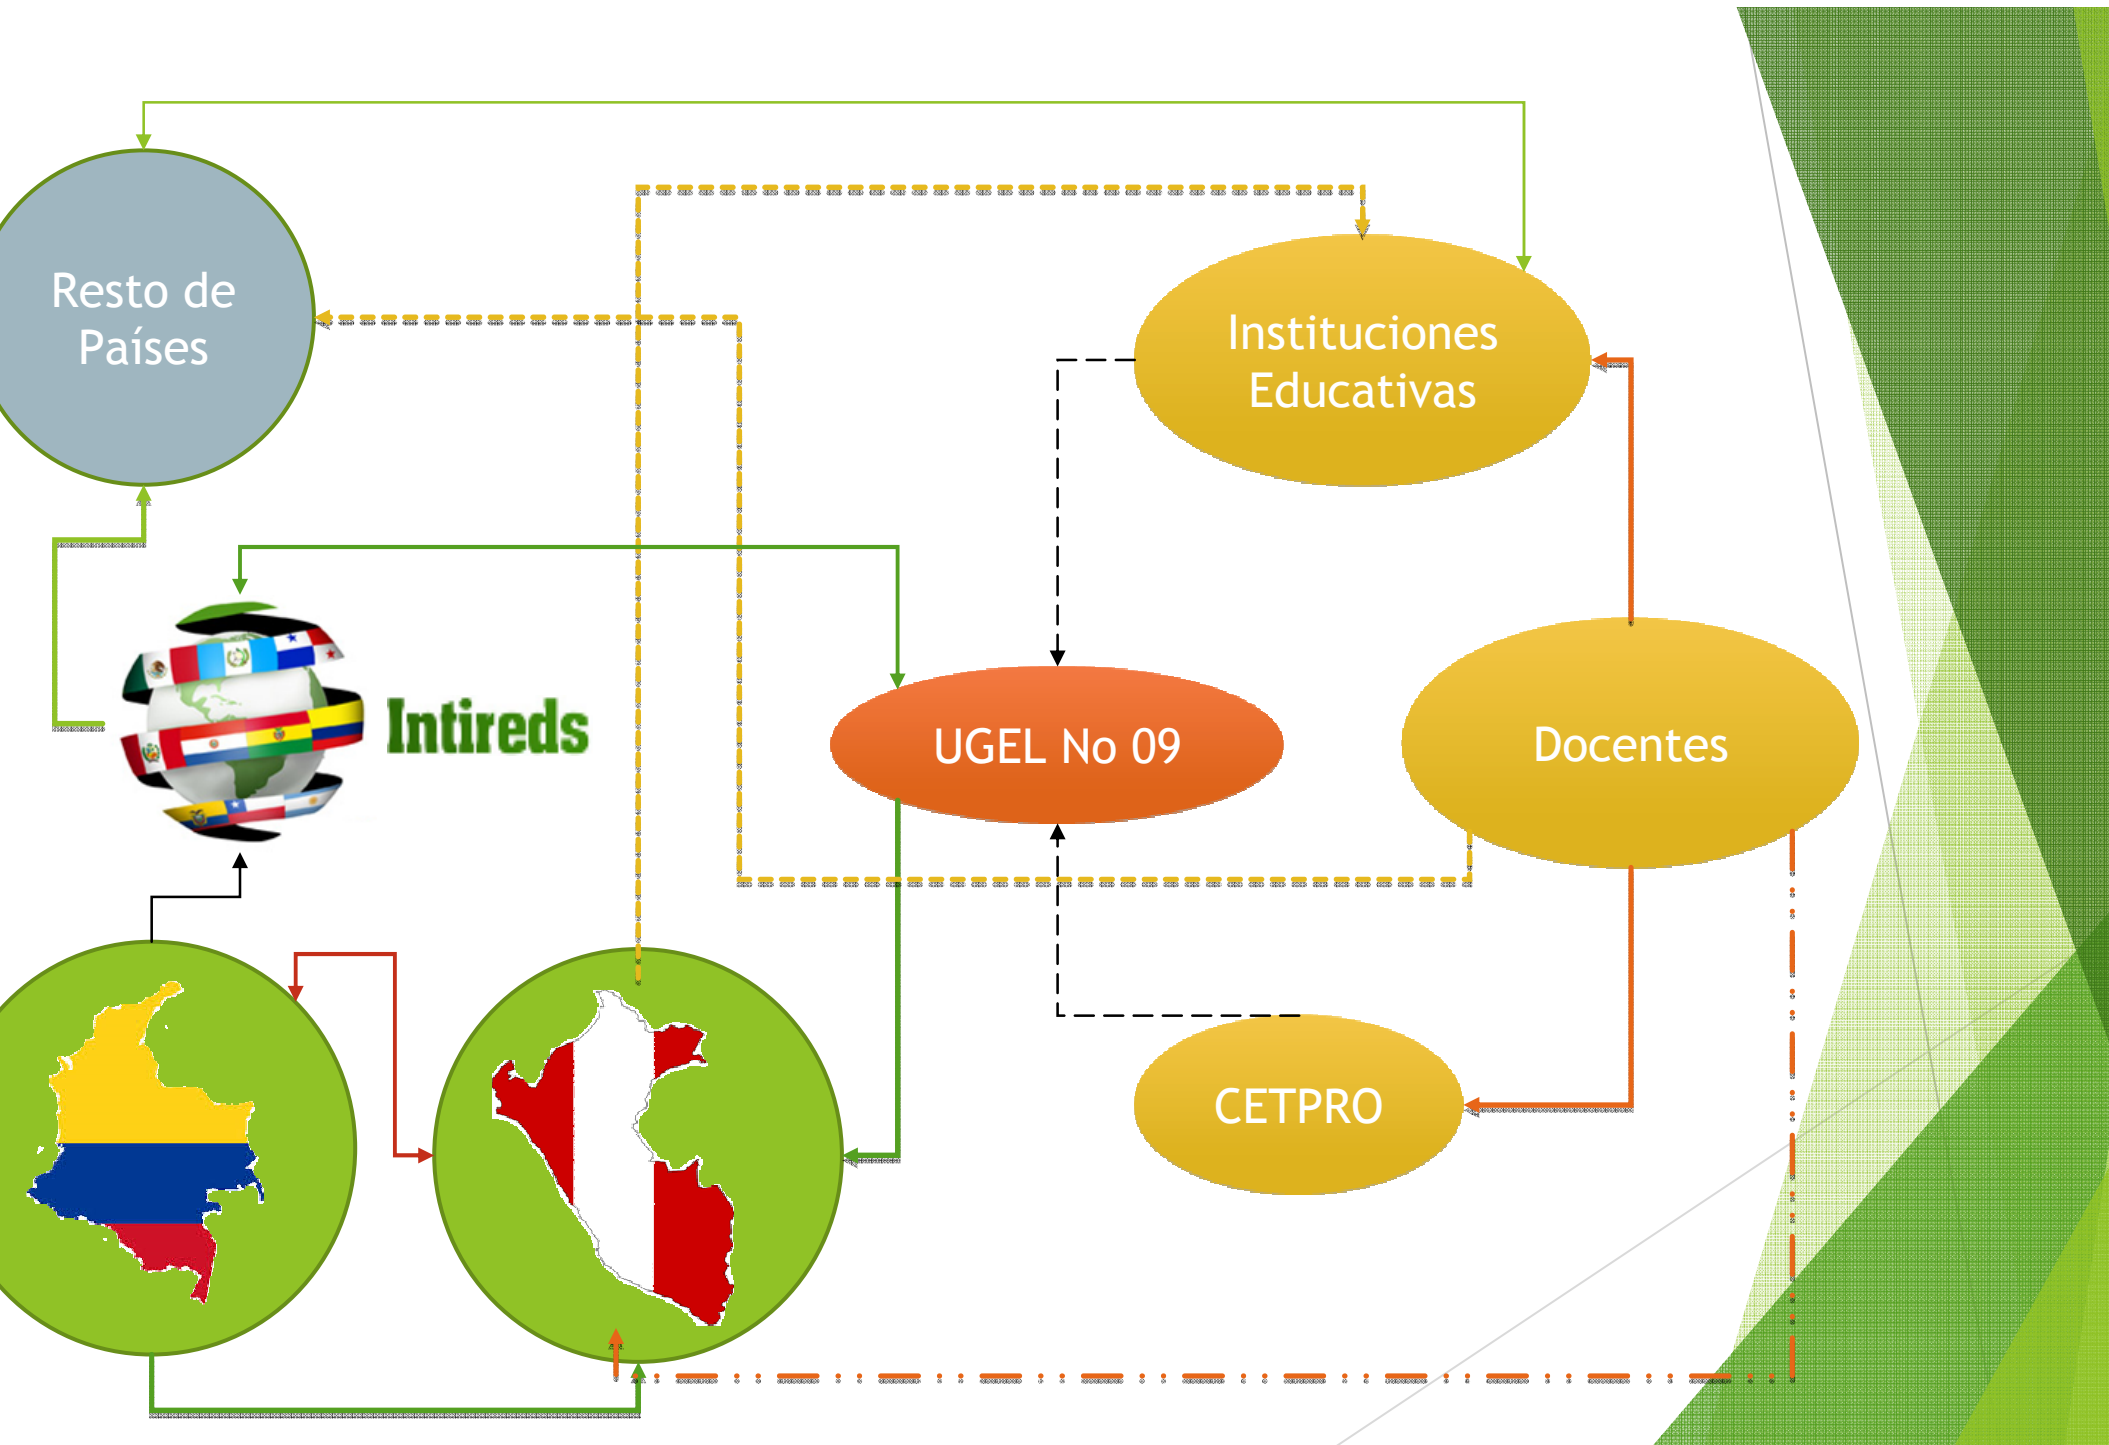 Resto de
Países
Instituciones
Educativas
Intireds
UGEL No 09
Docentes
CETPRO